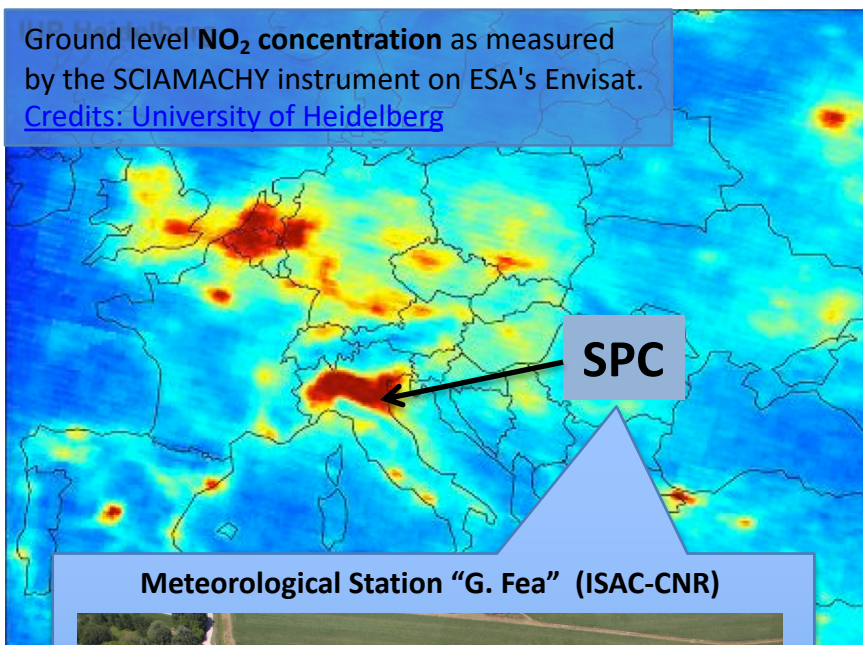 Ground level NO₂ concentration as measured
by the SCIAMACHY instrument on ESA's Envisat.
Credits: University of Heidelberg
SPC
Meteorological Station “G. Fea” (ISAC-CNR)